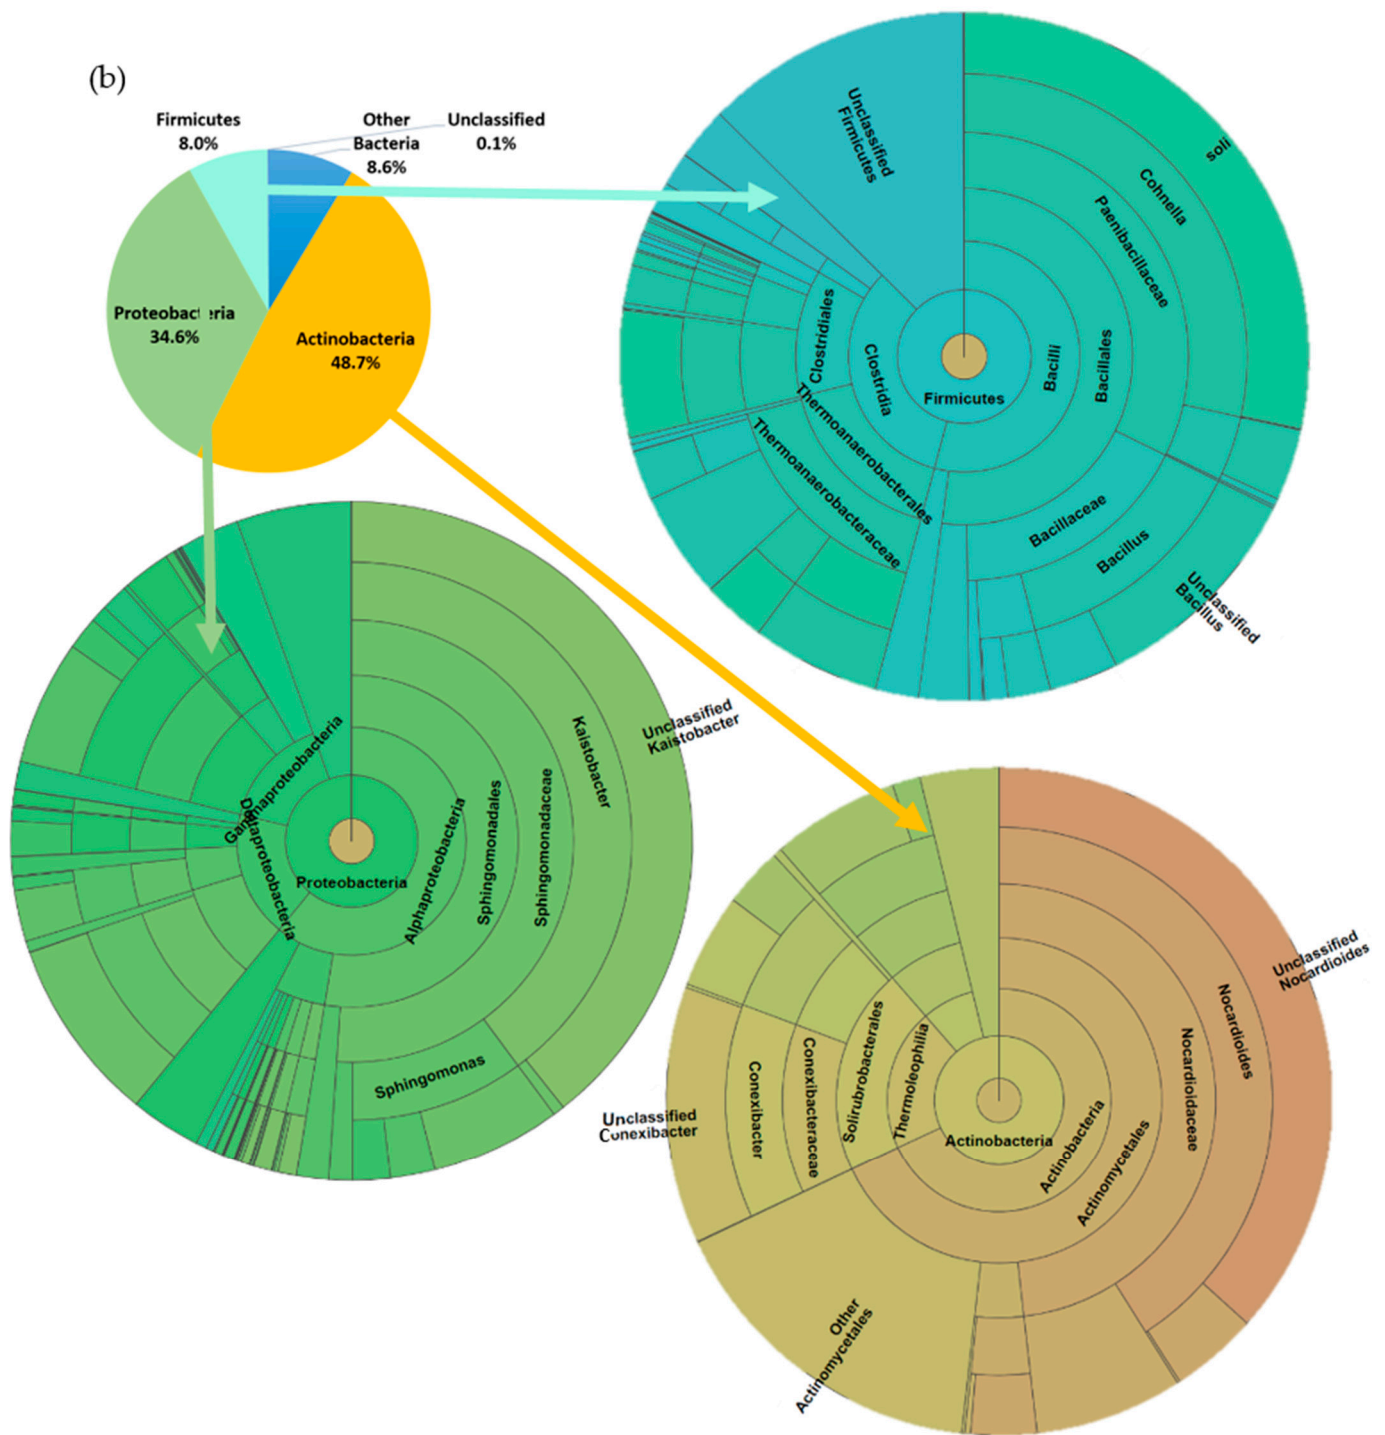 (b)
Firmicutes
8.0%
Other
Bacteria
8.6%
Unclassified
0.1%
Proteobacteria
34.6%
Actinobacteria
48.7%
Unclassified
Firmicutes
soli
Cohnella
Paenibacillaceae
Bacillales
Bacilli
Firmicutes
Clostridia
Clostridiales
Thermoanaerobacterales
Thermoanaerobacteraceae
Bacillaceae
Bacillus
Unclassified
Bacillus
Unclassified
Kaistobacter
Kaistobacter
Sphingomonadaceae
Sphingomonadales
Alphaproteobacteria
Proteobacteria
Gammaproteobacteria
Deltaproteobacteria
Sphingomonas
Unclassified
Nocardioides
Nocardioides
Nocardioidaceae
Actinomycetales
Actinobacteria
Actinobacteria
Thermoleophilia
Solirubrobacterales
Conexibacteraceae
Conexibacter
Unclassified
Conexibacter
Other
Actinomycetales